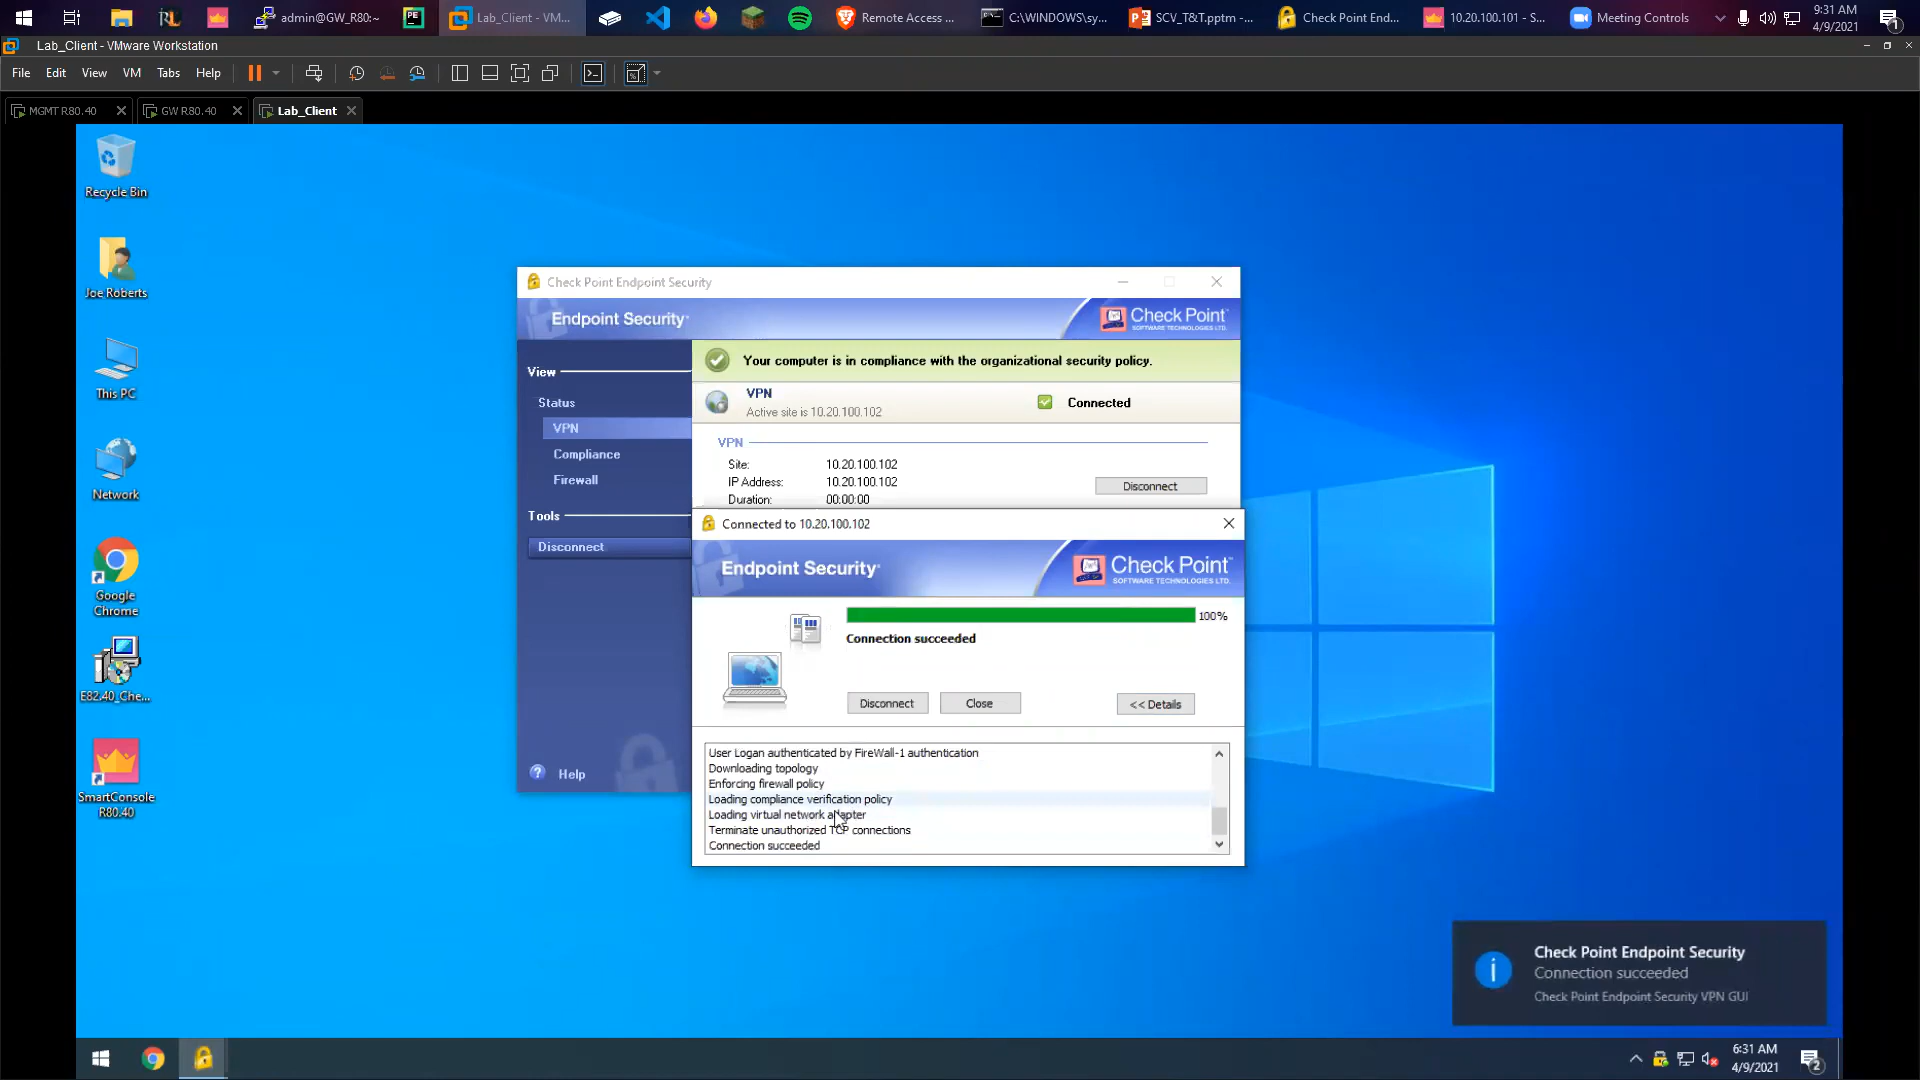 admin@GW_R80:~
Lab_Client - VM...
Remote Access ...
C:\WINDOWS\sy...
SCV_T&T.pptm - ...
Check Point End...
10.20.100.101 - S...
Meeting Controls
9:31 AM
4/9/2021
Lab_Client - VMware Workstation
File Edit View VM Tabs Help
MGMT R80.40
GW R80.40
Lab_Client
Recycle Bin
Joe Roberts
This PC
Network
Google
Chrome
E82.40_Che...
SmartConsole
R80.40
Check Point Endpoint Security
Endpoint Security
Check Point
SOFTWARE TECHNOLOGIES LTD.
View
Status
VPN
Compliance
Firewall
Tools
Disconnect
Help
Your computer is in compliance with the organizational security policy.
VPN
Active site is 10.20.100.102
Connected
VPN
Site: 10.20.100.102
IP Address: 10.20.100.102
Duration: 00:00:00
Disconnect
Connected to 10.20.100.102
Endpoint Security
Check Point
SOFTWARE TECHNOLOGIES LTD.
100%
Connection succeeded
Disconnect
Close
<< Details
User Logan authenticated by FireWall-1 authentication
Downloading topology
Enforcing firewall policy
Loading compliance verification policy
Loading virtual network adapter
Terminate unauthorized TCP connections
Connection succeeded
Check Point Endpoint Security
Connection succeeded
Check Point Endpoint Security VPN GUI
6:31 AM
4/9/2021
2